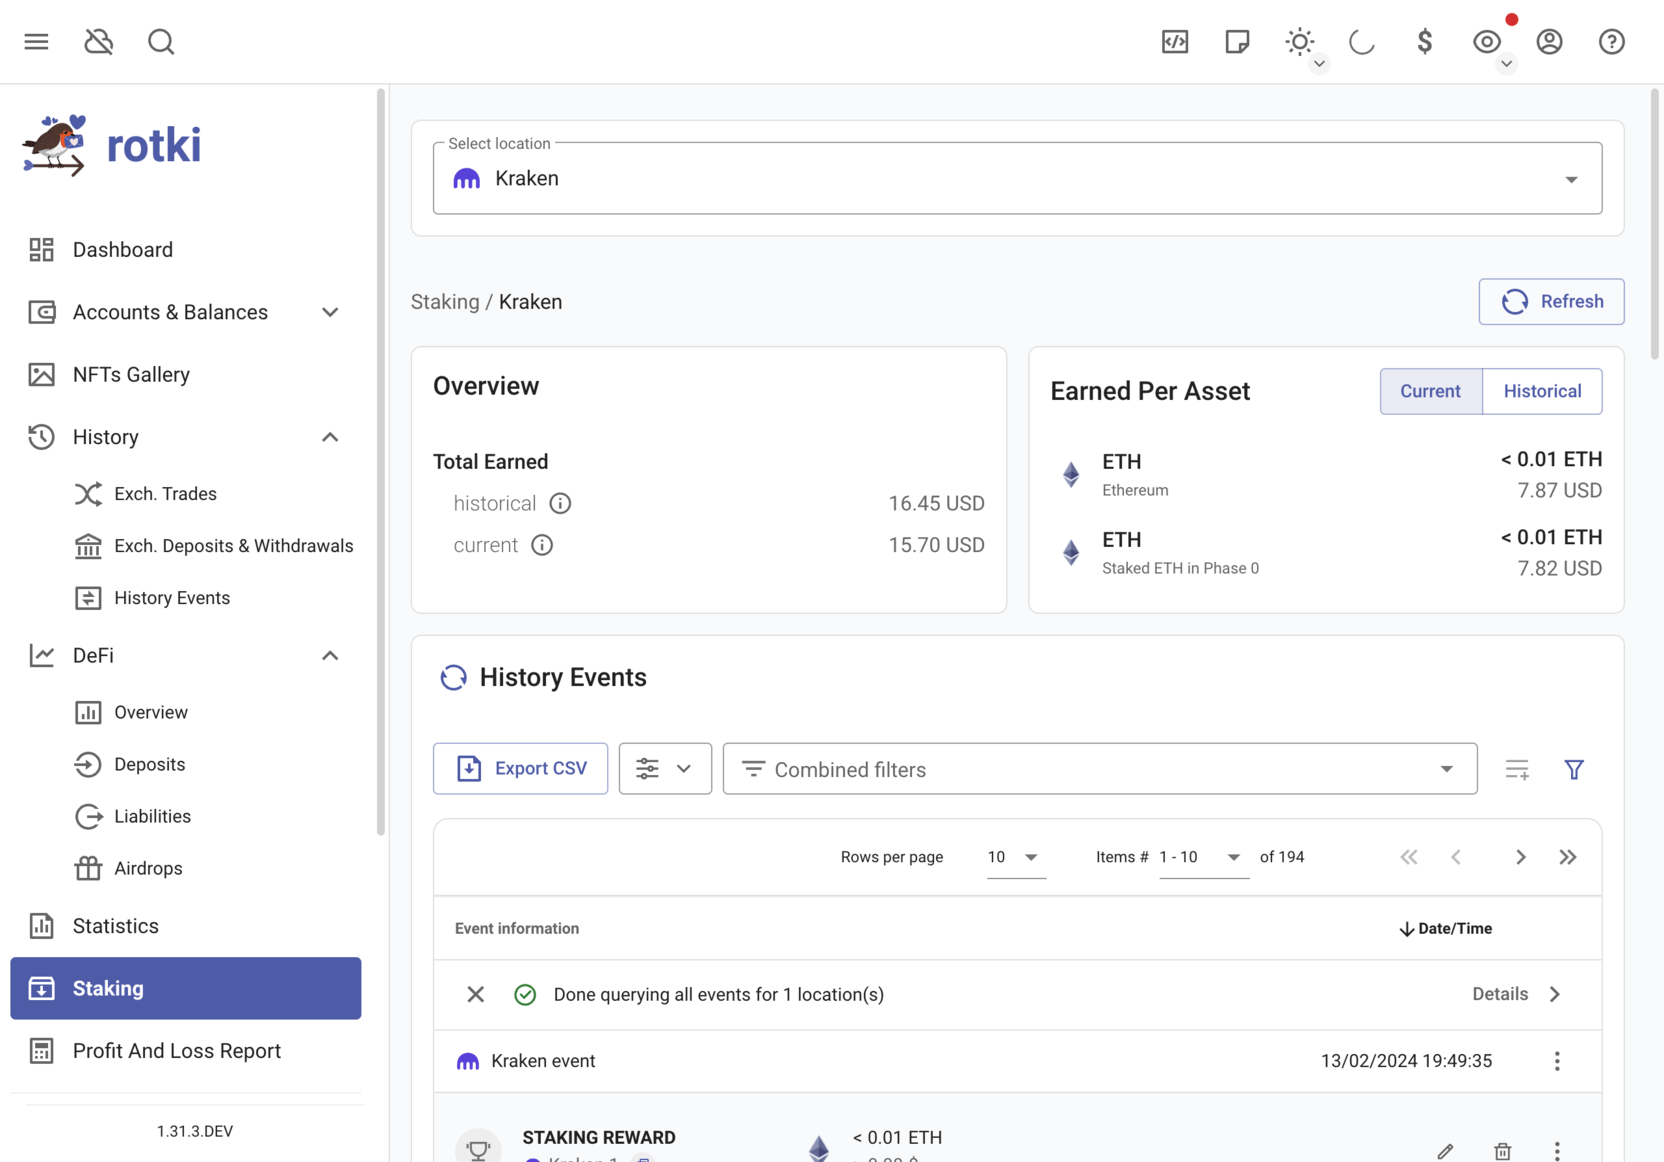 rotki
Dashboard
Accounts & Balances
NFTs Gallery
History
Exch. Trades
Exch. Deposits & Withdrawals
History Events
DeFi
Overview
Deposits
Liabilities
Airdrops
Statistics
Staking
Profit And Loss Report
1.31.3.DEV
Select location
Kraken
Staking / Kraken
Refresh
Overview
Total Earned
historical 16.45 USD
current 15.70 USD
Earned Per Asset
Current Historical
ETH < 0.01 ETH
Ethereum 7.87 USD
ETH < 0.01 ETH
Staked ETH in Phase 0 7.82 USD
History Events
Export CSV Combined filters
Rows per page 10 Items # 1 - 10 of 194
Event information Date/Time
Done querying all events for 1 location(s) Details
Kraken event 13/02/2024 19:49:35
STAKING REWARD < 0.01 ETH
Kraken 1